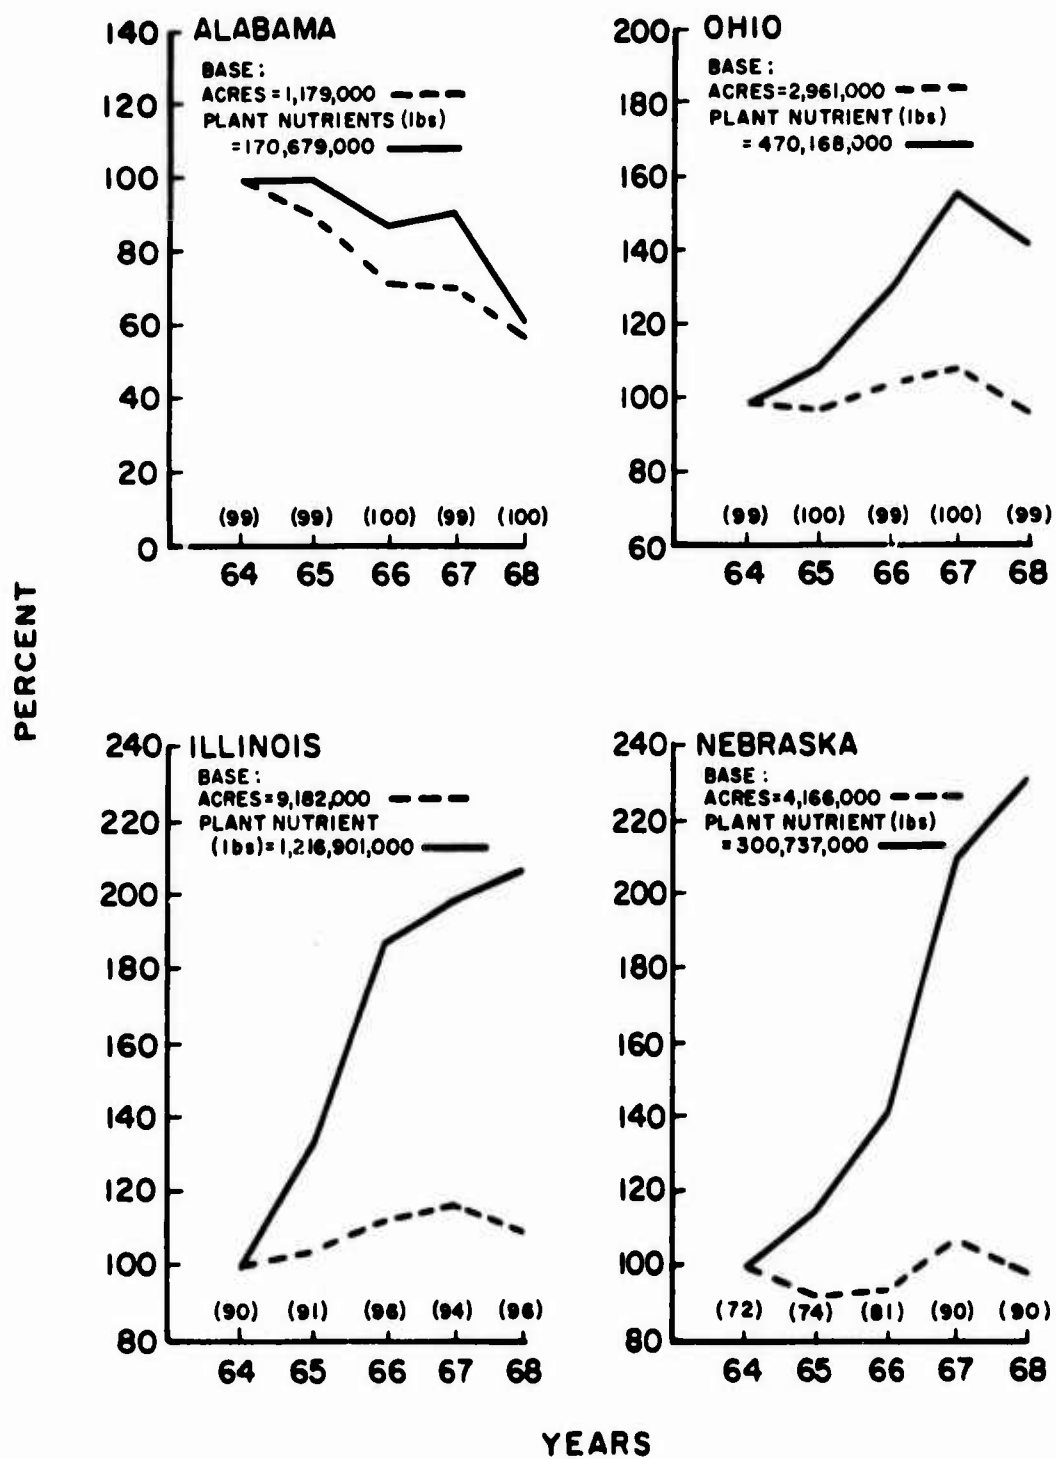 PERCENT
ALABAMA
BASE:
ACRES=1,179,000
PLANT NUTRIENTS (lbs)
=170,679,000
140
120
100
80
60
40
20
0
(99) (99) (100) (99) (100)
64 65 66 67 68
OHIO
BASE:
ACRES=2,961,000
PLANT NUTRIENT (lbs)
= 470,168,000
200
180
160
140
120
100
80
60
(99) (100) (99) (100) (99)
64 65 66 67 68
ILLINOIS
BASE:
ACRES=9,182,000
PLANT NUTRIENT
(lbs)=1,216,901,000
240
220
200
180
160
140
120
100
80
(90) (91) (96) (94) (96)
64 65 66 67 68
NEBRASKA
BASE:
ACRES=4,166,000
PLANT NUTRIENT (lbs)
=300,737,000
240
220
200
180
160
140
120
100
80
(72) (74) (81) (90) (90)
64 65 66 67 68
YEARS